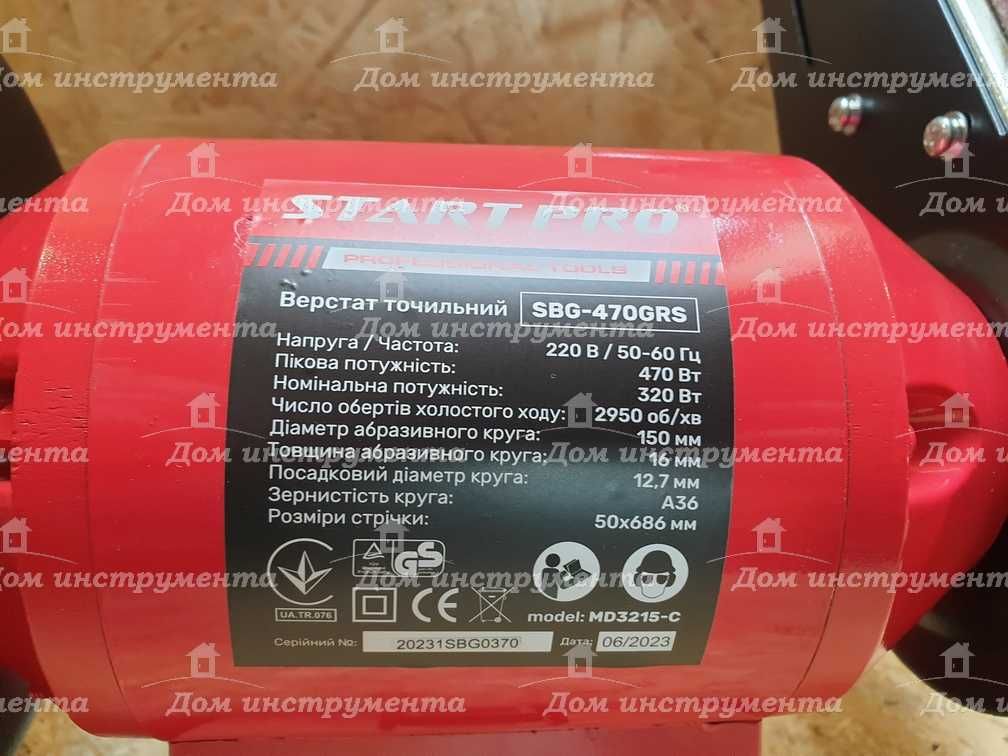 START PRO®
PROFESSIONAL TOOLS
Верстат точильний SBG-470GRS
Напруга / Частота: 220 В / 50-60 Гц
Пікова потужність: 470 Вт
Номінальна потужність: 320 Вт
Число обертів холостого ходу: 2950 об/хв
Діаметр абразивного круга: 150 мм
Товщина абразивного круга: 16 мм
Посадковий діаметр круга: 12,7 мм
Зернистість круга: A36
Розміри стрічки: 50x686 мм
GS
CE
UA.TR.076
model: MD3215-C
Серійний №: 20231SBG0370 Дата: 06/2023
Дом инструмента